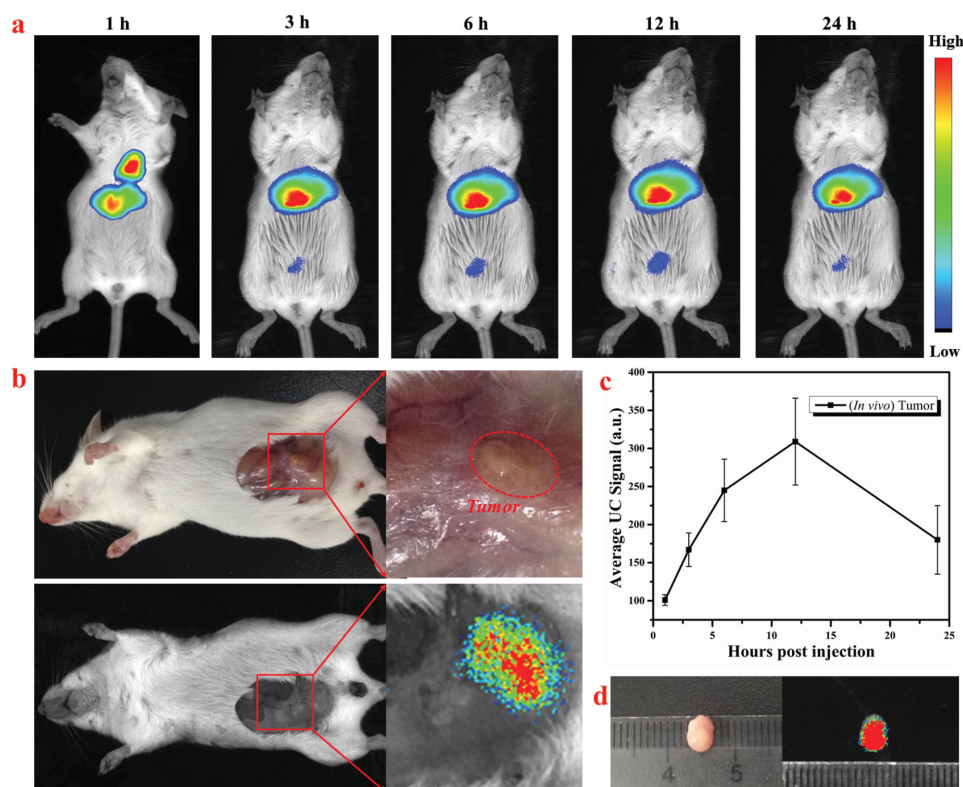 a
1 h
3 h
6 h
12 h
24 h
High
Low
b
Tumor
c
400
350
300
250
200
150
100
0
5
10
15
20
25
Average UC Signal (a.u.)
Hours post injection
(In vivo) Tumor
d
4
5